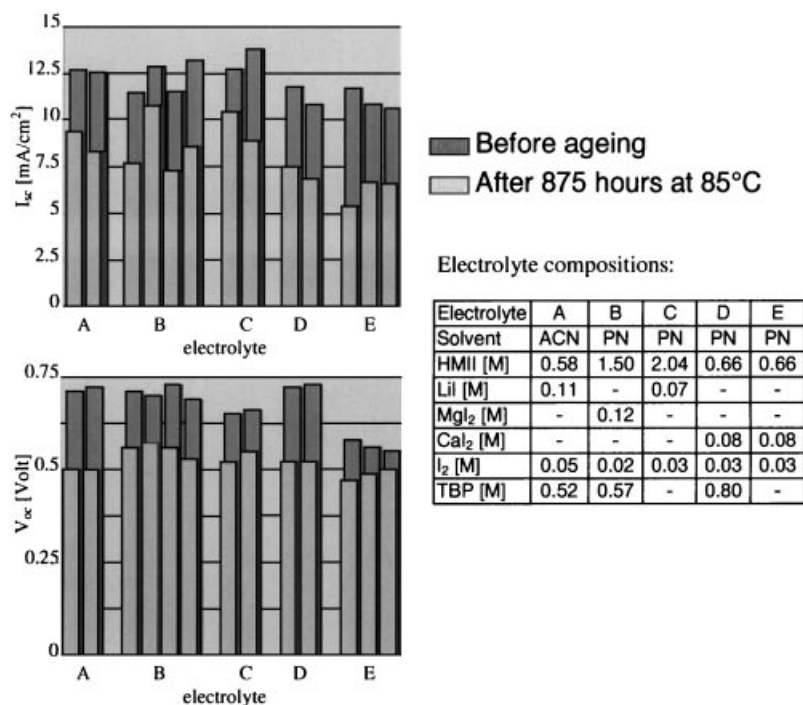 15
12.5
10
7.5
5
2.5
0
Isc [mA/cm²]
A B C D E
electrolyte
0.75
0.5
0.25
0
Voc [Volt]
A B C D E
electrolyte
Before ageing
After 875 hours at 85°C
Electrolyte compositions:
Electrolyte A B C D E
Solvent ACN PN PN PN PN
HMII [M] 0.58 1.50 2.04 0.66 0.66
LiI [M] 0.11 - 0.07 - -
MgI₂ [M] - 0.12 - - -
CaI₂ [M] - - - 0.08 0.08
I₂ [M] 0.05 0.02 0.03 0.03 0.03
TBP [M] 0.52 0.57 - 0.80 -